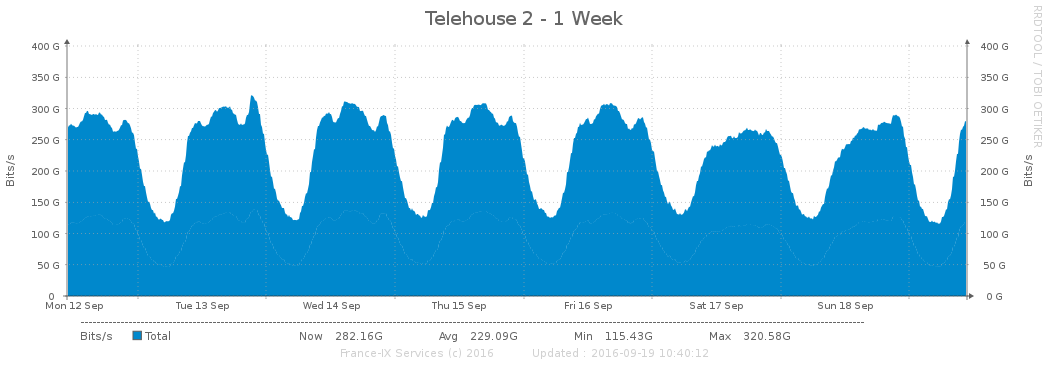 Telehouse 2 - 1 Week
RRDTOOL / TOBI OETIKER
400 G 400 G
350 G 350 G
300 G 300 G
250 G 250 G
200 G 200 G
150 G 150 G
100 G 100 G
50 G 50 G
0 0 G
Bits/s Bits/s
Mon 12 Sep Tue 13 Sep Wed 14 Sep Thu 15 Sep Fri 16 Sep Sat 17 Sep Sun 18 Sep
Bits/s Total Now 282.16G Avg 229.09G Min 115.43G Max 320.58G
France-IX Services (c) 2016 Updated : 2016-09-19 10:40:12